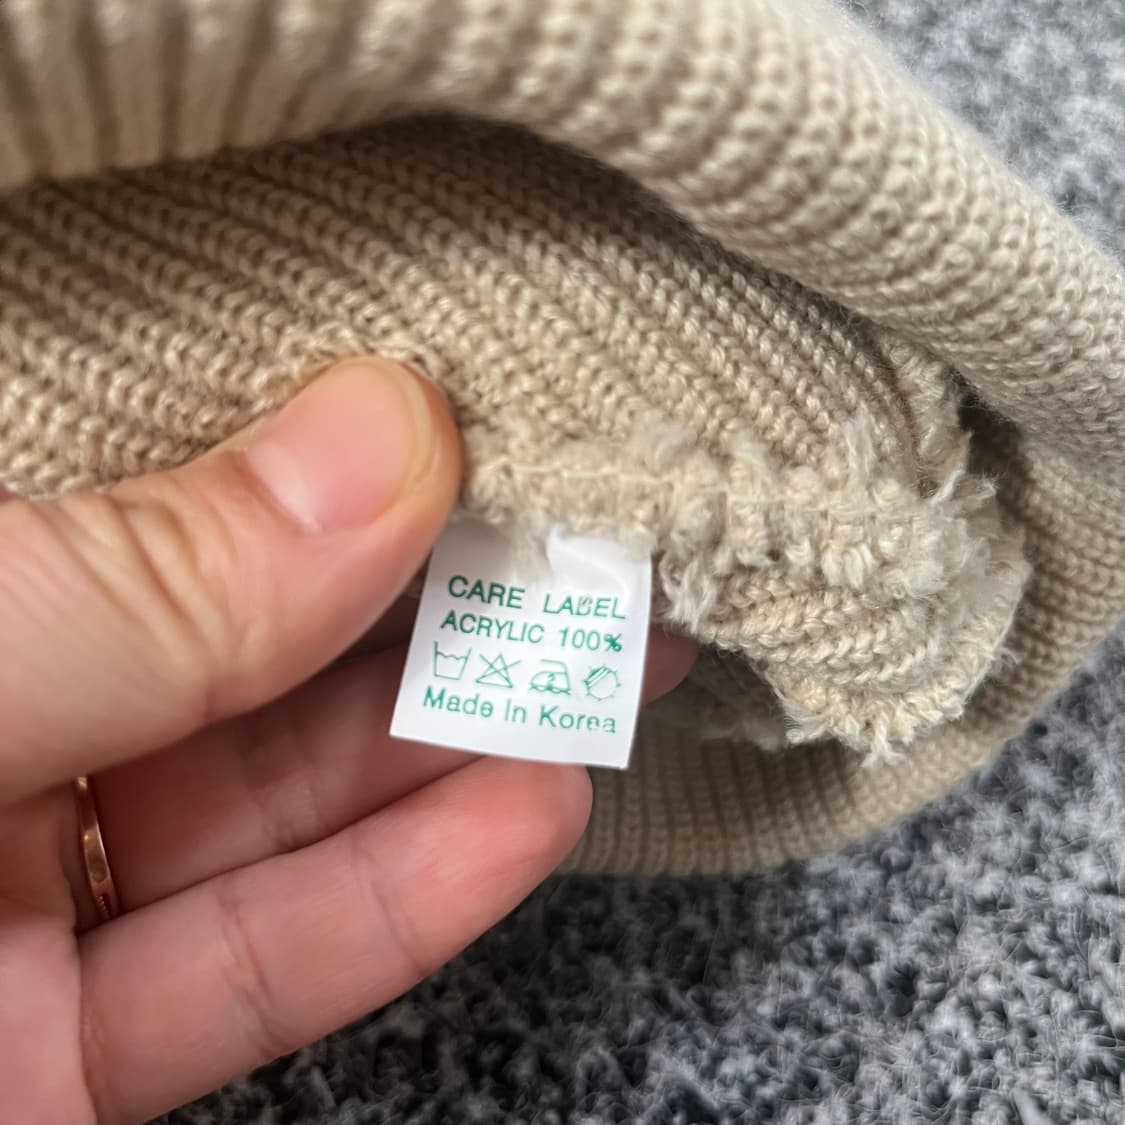 CARE LABEL
ACRYLIC 100%
Made In Korea